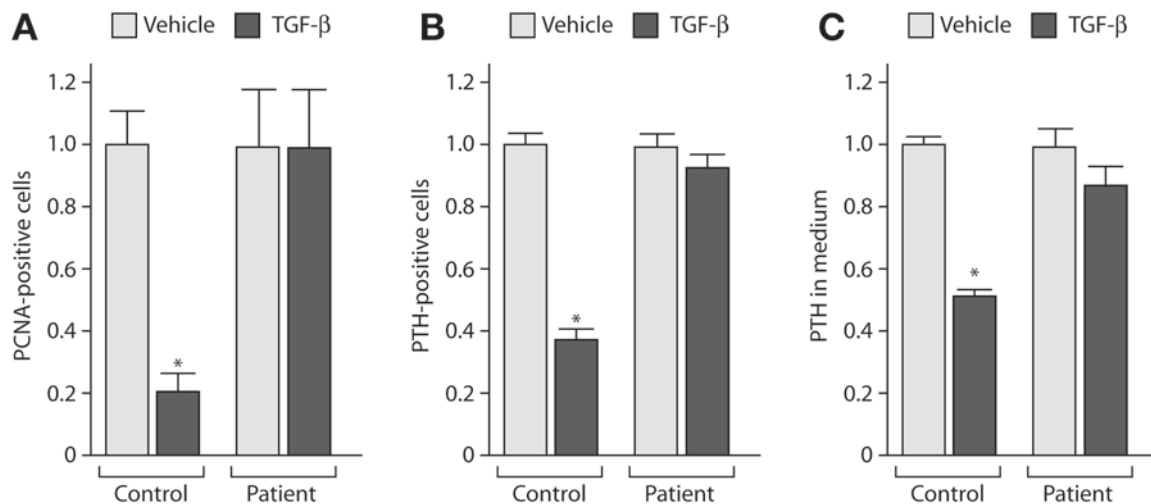 A
Vehicle TGF-β
PCNA-positive cells
1.2
1.0
0.8
0.6
0.4
0.2
0
*
Control Patient
B
Vehicle TGF-β
PTH-positive cells
1.2
1.0
0.8
0.6
0.4
0.2
0
*
Control Patient
C
Vehicle TGF-β
PTH in medium
1.2
1.0
0.8
0.6
0.4
0.2
0
*
Control Patient